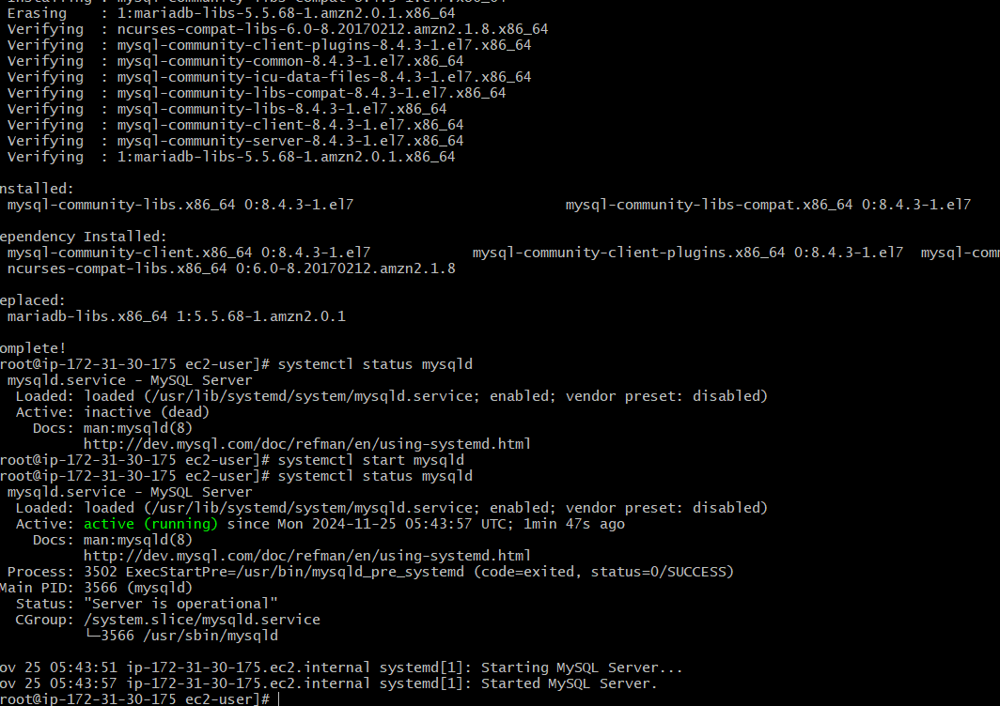 Installing : mysql-community-libs-compat-8.4.3-1.el7.x86_64
Erasing    : 1:mariadb-libs-5.5.68-1.amzn2.0.1.x86_64
Verifying  : ncurses-compat-libs-6.0-8.20170212.amzn2.1.8.x86_64
Verifying  : mysql-community-client-plugins-8.4.3-1.el7.x86_64
Verifying  : mysql-community-common-8.4.3-1.el7.x86_64
Verifying  : mysql-community-icu-data-files-8.4.3-1.el7.x86_64
Verifying  : mysql-community-libs-compat-8.4.3-1.el7.x86_64
Verifying  : mysql-community-libs-8.4.3-1.el7.x86_64
Verifying  : mysql-community-client-8.4.3-1.el7.x86_64
Verifying  : mysql-community-server-8.4.3-1.el7.x86_64
Verifying  : 1:mariadb-libs-5.5.68-1.amzn2.0.1.x86_64
nstalled:
mysql-community-libs.x86_64 0:8.4.3-1.el7 mysql-community-libs-compat.x86_64 0:8.4.3-1.el7
ependency Installed:
mysql-community-client.x86_64 0:8.4.3-1.el7 mysql-community-client-plugins.x86_64 0:8.4.3-1.el7 mysql-com
ncurses-compat-libs.x86_64 0:6.0-8.20170212.amzn2.1.8
eplaced:
mariadb-libs.x86_64 1:5.5.68-1.amzn2.0.1
omplete!
root@ip-172-31-30-175 ec2-user]# systemctl status mysqld
mysqld.service - MySQL Server
Loaded: loaded (/usr/lib/systemd/system/mysqld.service; enabled; vendor preset: disabled)
Active: inactive (dead)
Docs: man:mysqld(8)
http://dev.mysql.com/doc/refman/en/using-systemd.html
root@ip-172-31-30-175 ec2-user]# systemctl start mysqld
root@ip-172-31-30-175 ec2-user]# systemctl status mysqld
mysqld.service - MySQL Server
Loaded: loaded (/usr/lib/systemd/system/mysqld.service; enabled; vendor preset: disabled)
Active: active (running) since Mon 2024-11-25 05:43:57 UTC; 1min 47s ago
Docs: man:mysqld(8)
http://dev.mysql.com/doc/refman/en/using-systemd.html
Process: 3502 ExecStartPre=/usr/bin/mysqld_pre_systemd (code=exited, status=0/SUCCESS)
Main PID: 3566 (mysqld)
Status: "Server is operational"
CGroup: /system.slice/mysqld.service
└─3566 /usr/sbin/mysqld
ov 25 05:43:51 ip-172-31-30-175.ec2.internal systemd[1]: Starting MySQL Server...
ov 25 05:43:57 ip-172-31-30-175.ec2.internal systemd[1]: Started MySQL Server.
root@ip-172-31-30-175 ec2-user]#